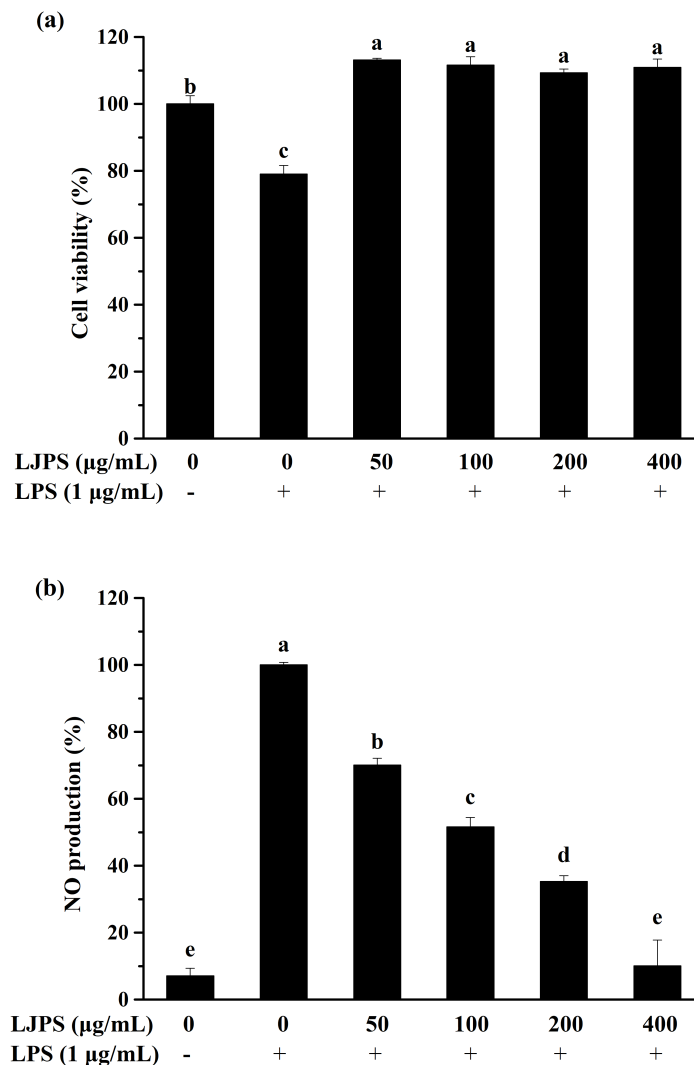 (a)
120
100
80
60
40
20
0
Cell viability (%)
b
c
a
a
a
a
LJPS (μg/mL) 0 0 50 100 200 400
LPS (1 μg/mL) - + + + + +
(b)
120
100
80
60
40
20
0
NO production (%)
e
a
b
c
d
e
LJPS (μg/mL) 0 0 50 100 200 400
LPS (1 μg/mL) - + + + + +